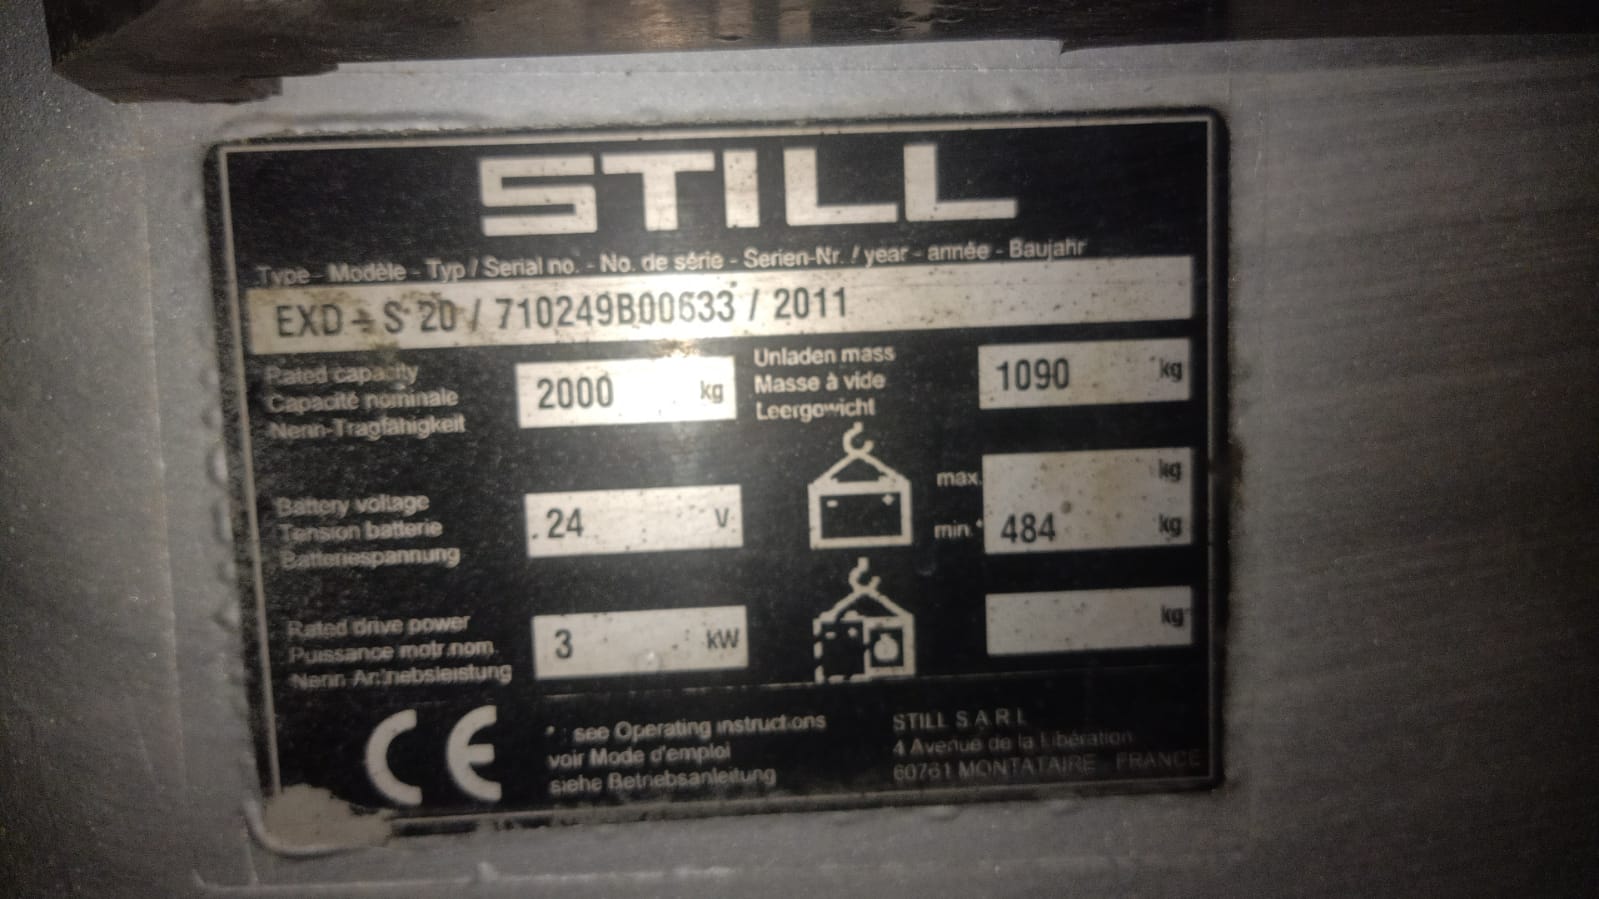 STILL
Type - Modèle - Typ / Serial no. - No. de série - Serien-Nr. / year - année - Baujahr
EXD - S 20 / 710249B00633 / 2011
Rated capacity
Capacité nominale
Nenn-Tragfähigkeit
2000 kg
Unladen mass
Masse à vide
Leergewicht
1090 kg
Battery voltage
Tension batterie
Batteriespannung
24 V
- +
max. kg
min.* 484 kg
Rated drive power
Puissance motr.nom.
Nenn Antriebsleistung
3 kW
kg
CE
* : see Operating instructions
voir Mode d'emploi
siehe Betriebsanleitung
STILL S.A.R.L
4 Avenue de la Libération
60761 MONTATAIRE - FRANCE